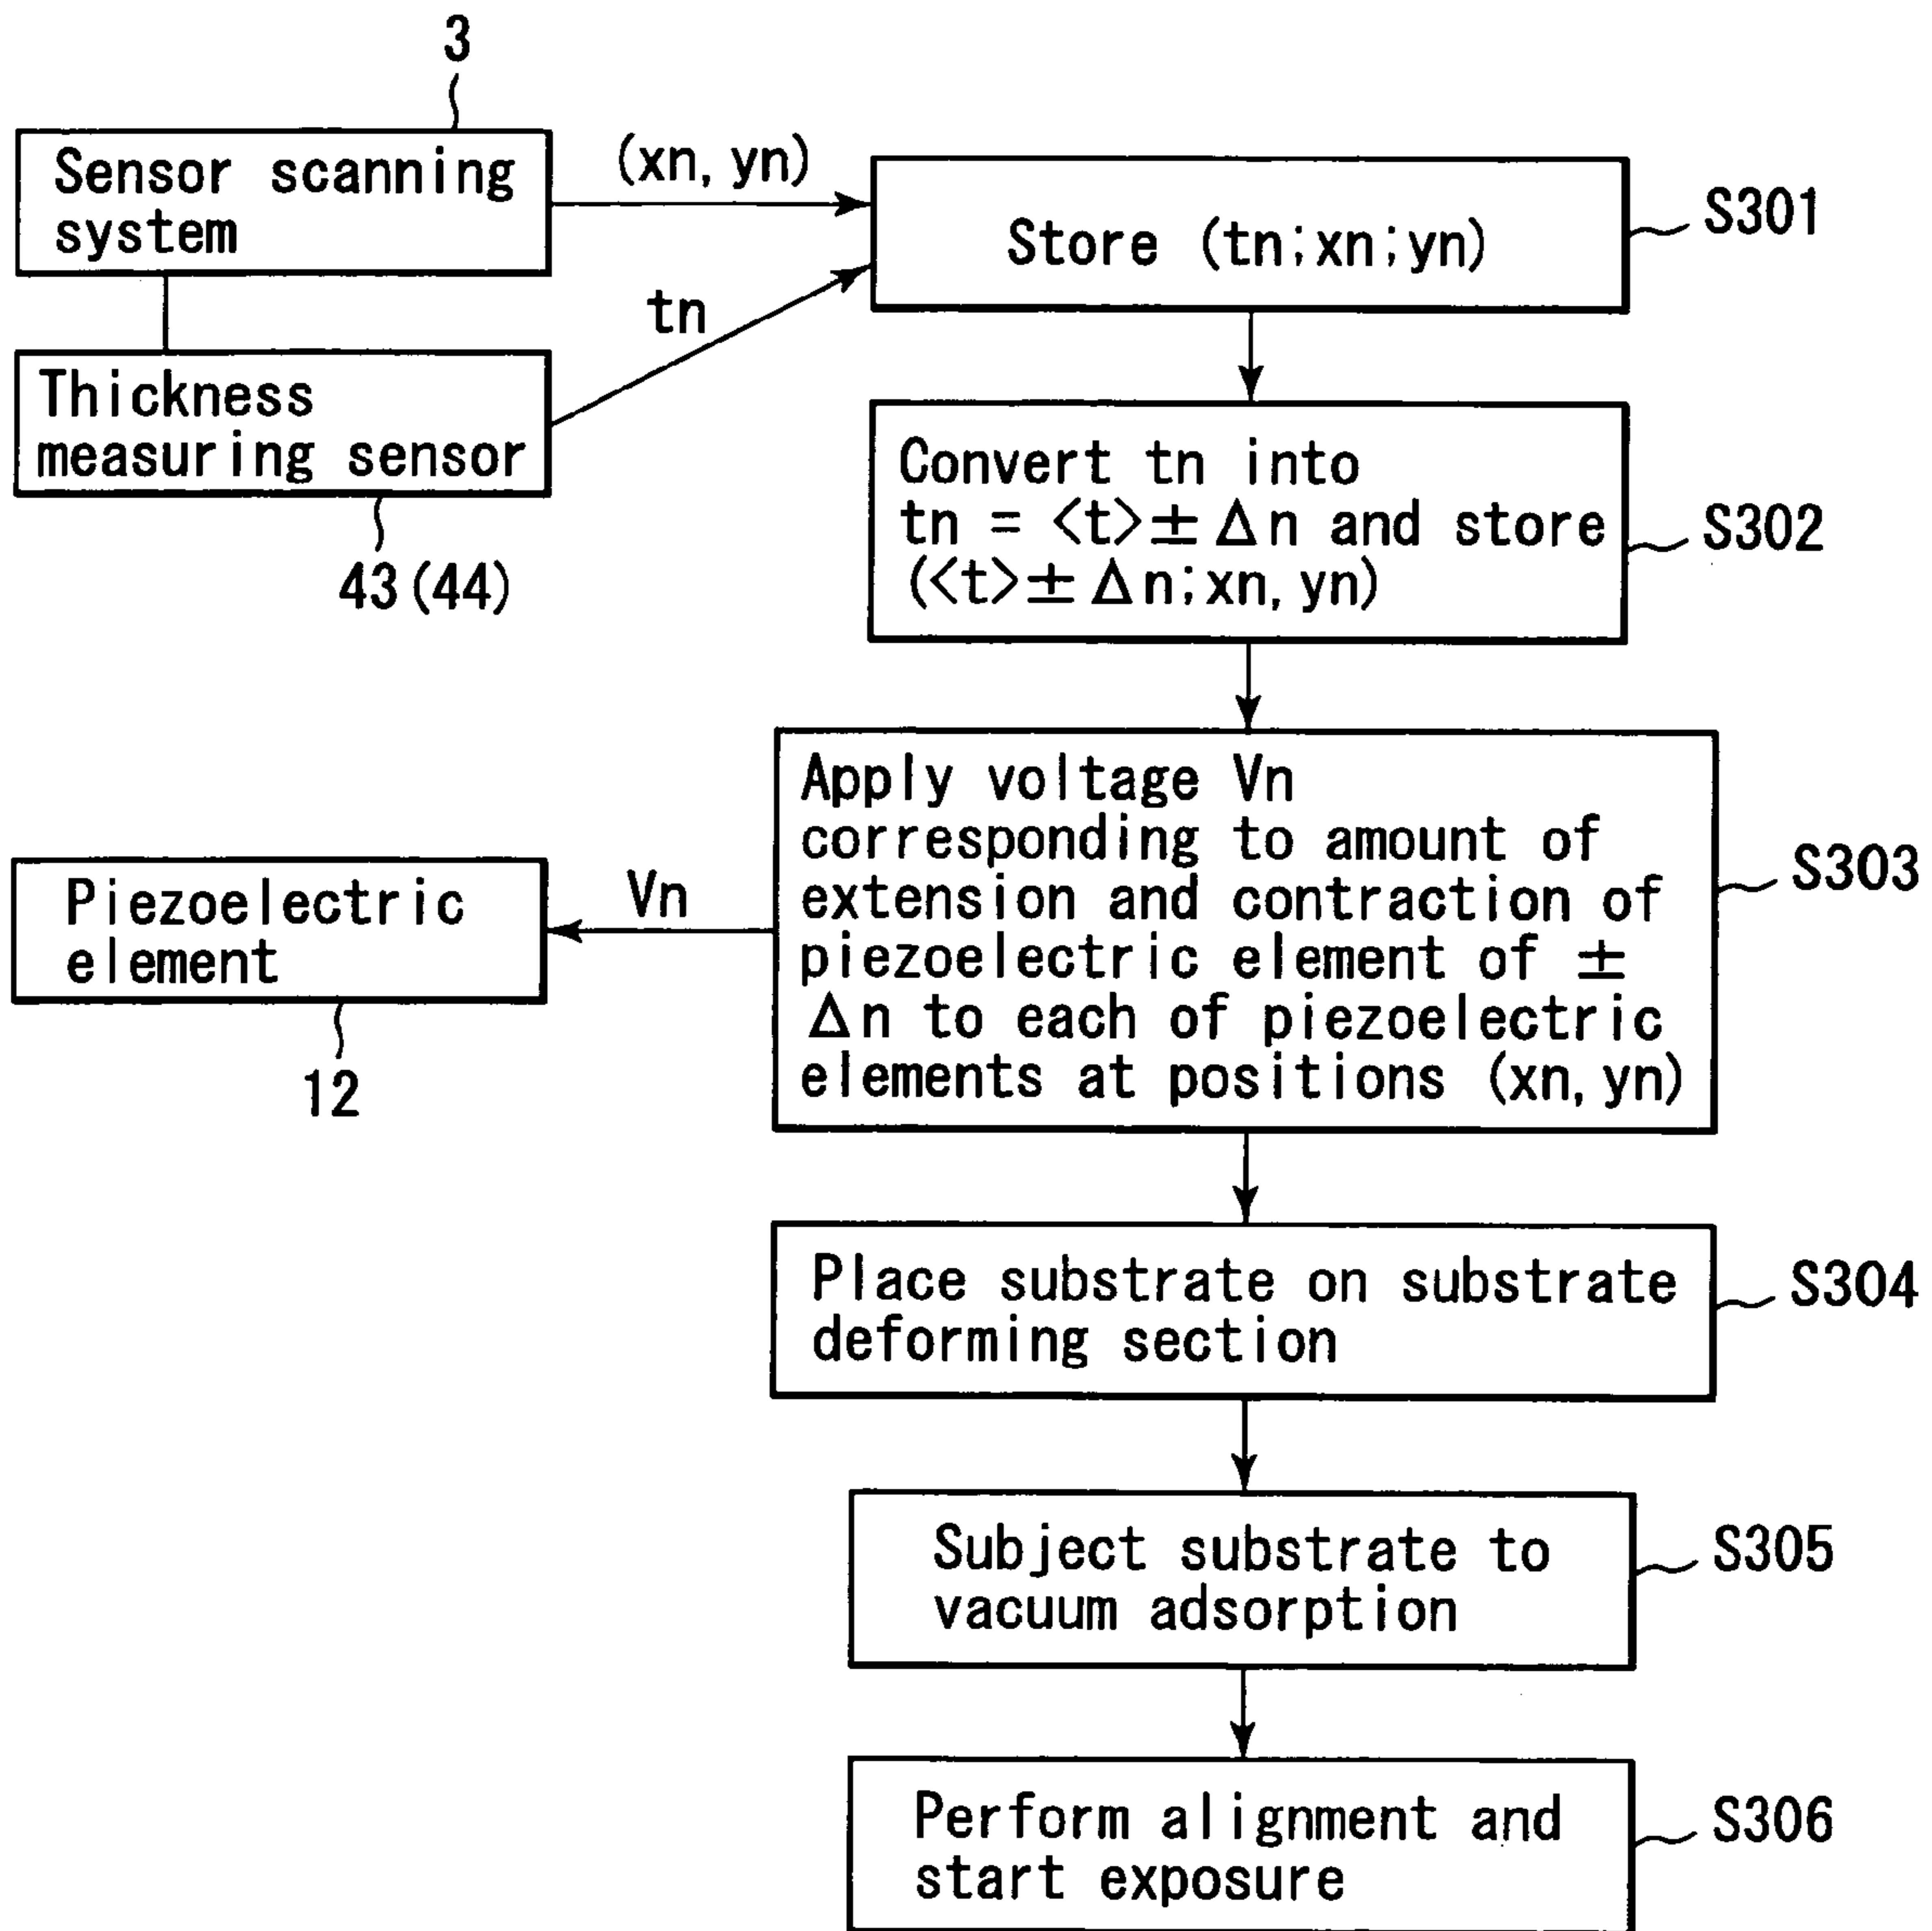 3
Sensor scanning
system
(xn, yn)
Store (tn;xn;yn)
S301
tn
Thickness
measuring sensor
43(44)
Convert tn into
tn = <t>± Δn and store
(<t>± Δn;xn, yn)
S302
Apply voltage Vn
corresponding to amount of
extension and contraction of
piezoelectric element of ±
Δn to each of piezoelectric
elements at positions (xn, yn)
S303
Vn
Piezoelectric
element
12
Place substrate on substrate
deforming section
S304
Subject substrate to
vacuum adsorption
S305
Perform alignment and
start exposure
S306